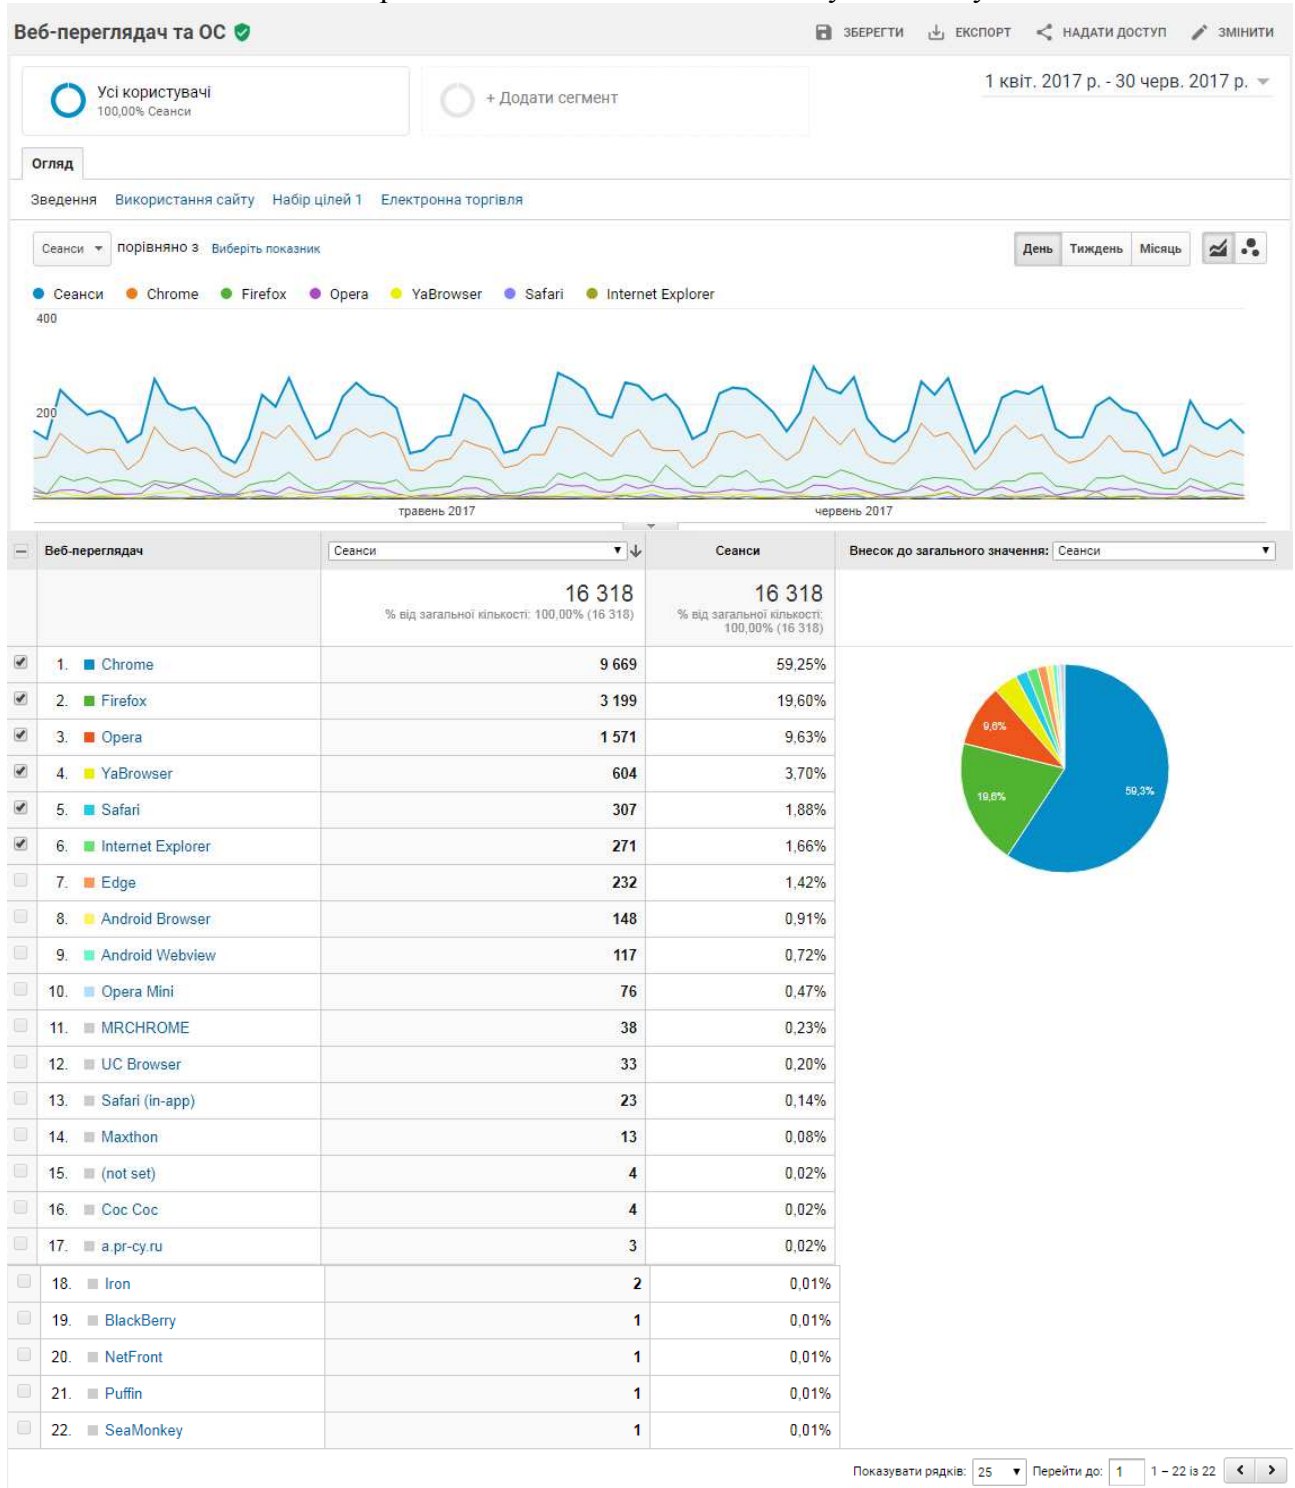 Веб-переглядач та ОС
ЗБЕРЕГТИ ЕКСПОРТ НАДАТИ ДОСТУП ЗМІНИТИ
Усі користувачі
100,00% Сеанси
+ Додати сегмент
1 квіт. 2017 р. - 30 черв. 2017 р.
Огляд
Зведення Використання сайту Набір цілей 1 Електронна торгівля
Сеанси порівняно з Виберіть показник
День Тиждень Місяць
Сеанси Chrome Firefox Opera YaBrowser Safari Internet Explorer
400
200
травень 2017 червень 2017
Веб-переглядач Сеанси Сеанси Внесок до загального значення: Сеанси
16 318 16 318
% від загальної кількості: 100,00% (16 318) % від загальної кількості:
100,00% (16 318)
1. Chrome 9 669 59,25%
2. Firefox 3 199 19,60%
3. Opera 1 571 9,63%
4. YaBrowser 604 3,70%
5. Safari 307 1,88%
6. Internet Explorer 271 1,66%
7. Edge 232 1,42%
8. Android Browser 148 0,91%
9. Android Webview 117 0,72%
10. Opera Mini 76 0,47%
11. MRCHROME 38 0,23%
12. UC Browser 33 0,20%
13. Safari (in-app) 23 0,14%
14. Maxthon 13 0,08%
15. (not set) 4 0,02%
16. Coc Coc 4 0,02%
17. a.pr-cy.ru 3 0,02%
18. Iron 2 0,01%
19. BlackBerry 1 0,01%
20. NetFront 1 0,01%
21. Puffin 1 0,01%
22. SeaMonkey 1 0,01%
9,6%
19,6%
59,3%
Показувати рядків: 25 Перейти до: 1 1 – 22 із 22